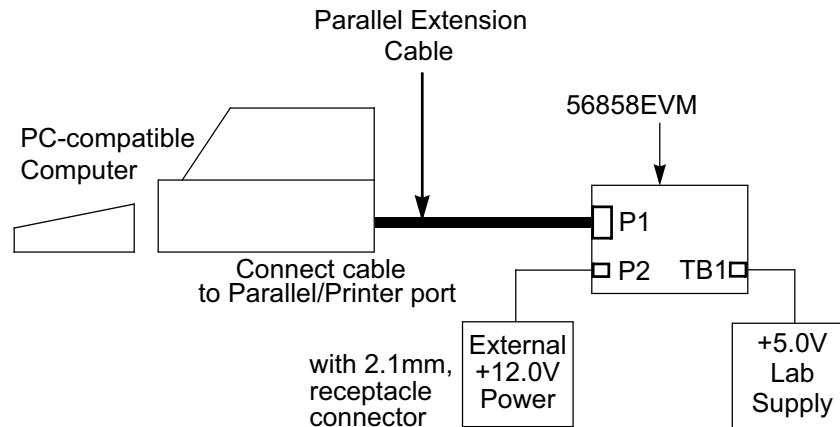 Parallel Extension
Cable
56858EVM
PC-compatible
Computer
P1
P2
TB1
Connect cable
to Parallel/Printer port
with 2.1mm,
receptacle
connector
External
+12.0V
Power
+5.0V
Lab
Supply